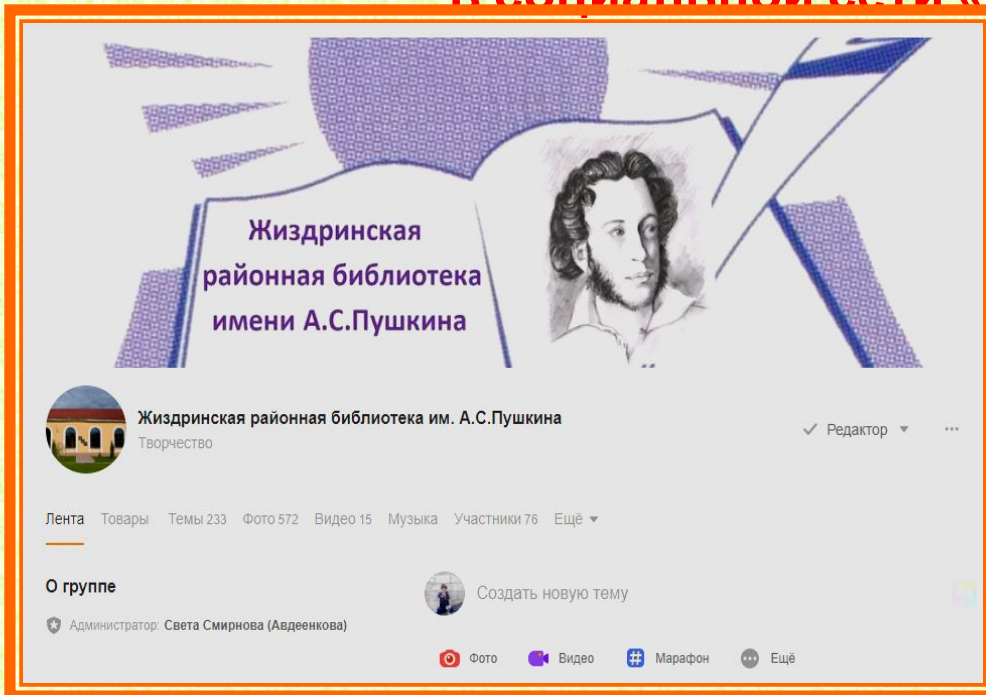 Жиздринская
районная библиотека
имени А.С.Пушкина
Жиздринская районная библиотека им. А.С.Пушкина
Творчество
Редактор
Лента Товары Темы 233 Фото 572 Видео 15 Музыка Участники 76 Ещё
О группе
Создать новую тему
Администратор: Света Смирнова (Авдеенкова)
Фото Видео Марафон Ещё